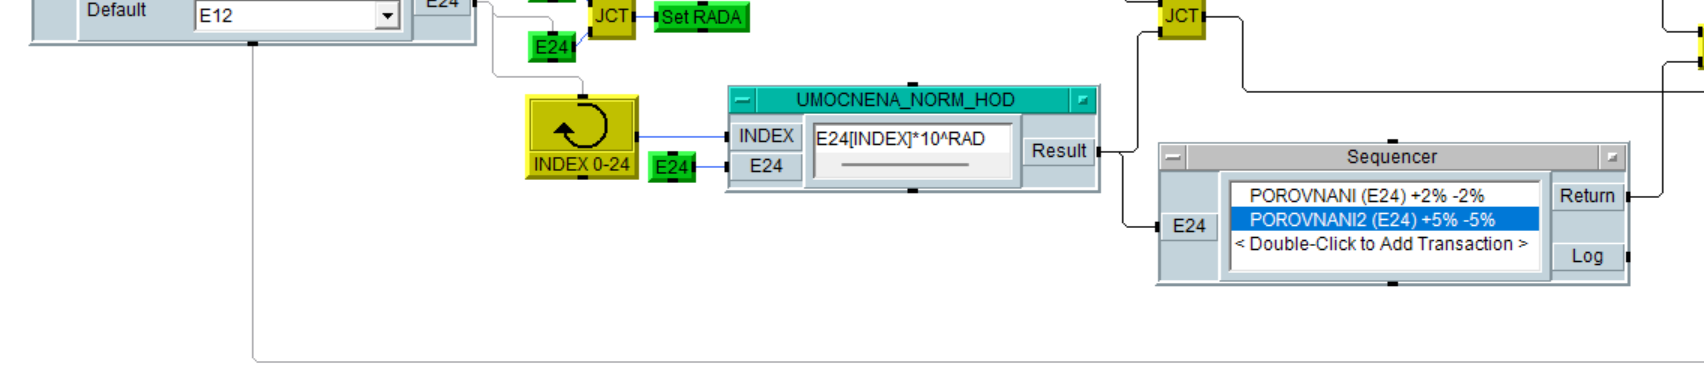 Default
E12
E24
JCT
Set RADA
E24
JCT
INDEX 0-24
E24
UMOCNENA_NORM_HOD
INDEX
E24
E24[INDEX]*10^RAD
Result
Sequencer
E24
POROVNANI (E24) +2% -2%
POROVNANI2 (E24) +5% -5%
< Double-Click to Add Transaction >
Return
Log